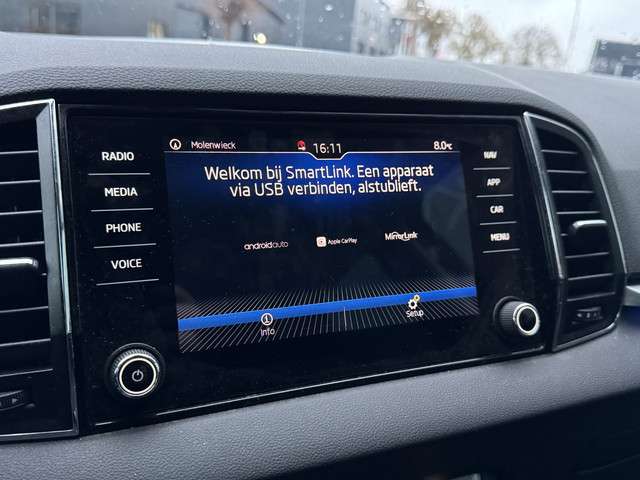 Molenwieck 16:11 8.0°C
RADIO
MEDIA
PHONE
VOICE
Welkom bij SmartLink. Een apparaat
via USB verbinden, alstublieft.
androidauto Apple CarPlay MirrorLink
Info Setup
NAV
APP
CAR
MENU